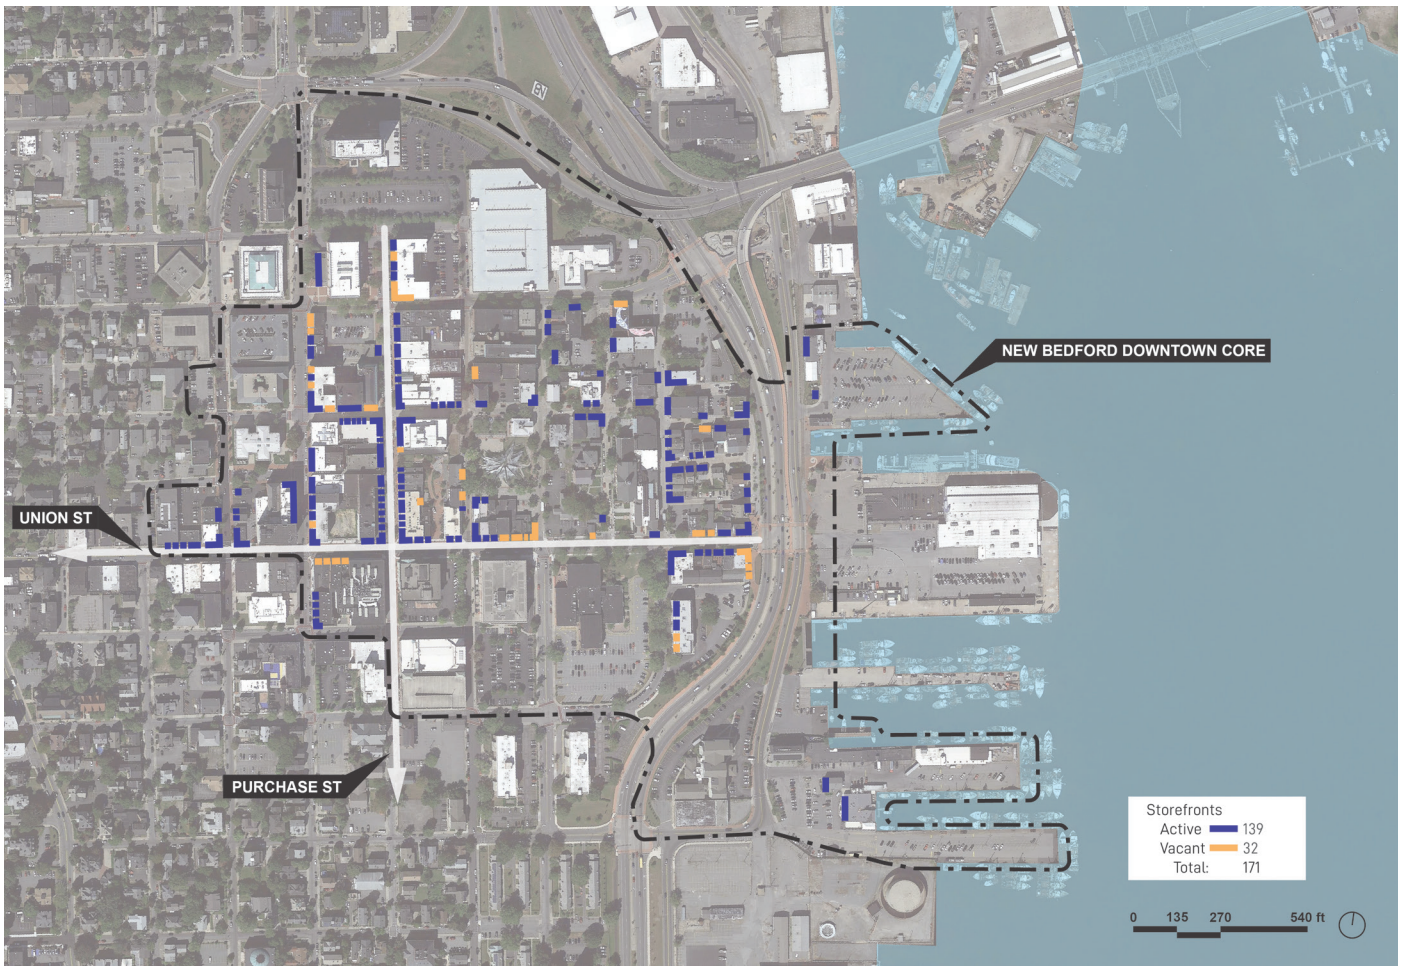 NEW BEDFORD DOWNTOWN CORE
UNION ST
PURCHASE ST
Storefronts
Active 139
Vacant 32
Total: 171
0 135 270 540 ft